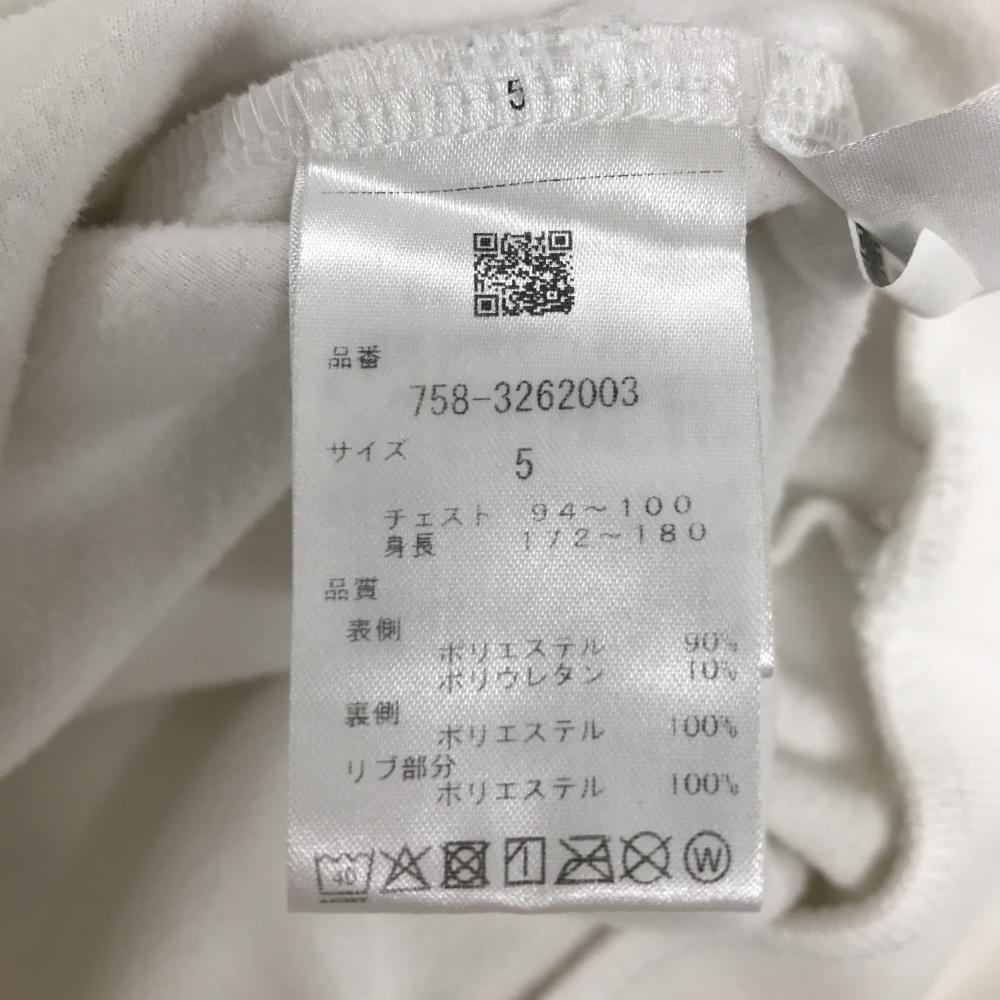 5
品番
758-3262003
サイズ
5
チェスト 94～100
身長 172～180
品質
表側
ポリエステル 90%
ポリウレタン 10%
裏側
ポリエステル 100%
リブ部分
ポリエステル 100%
40
W